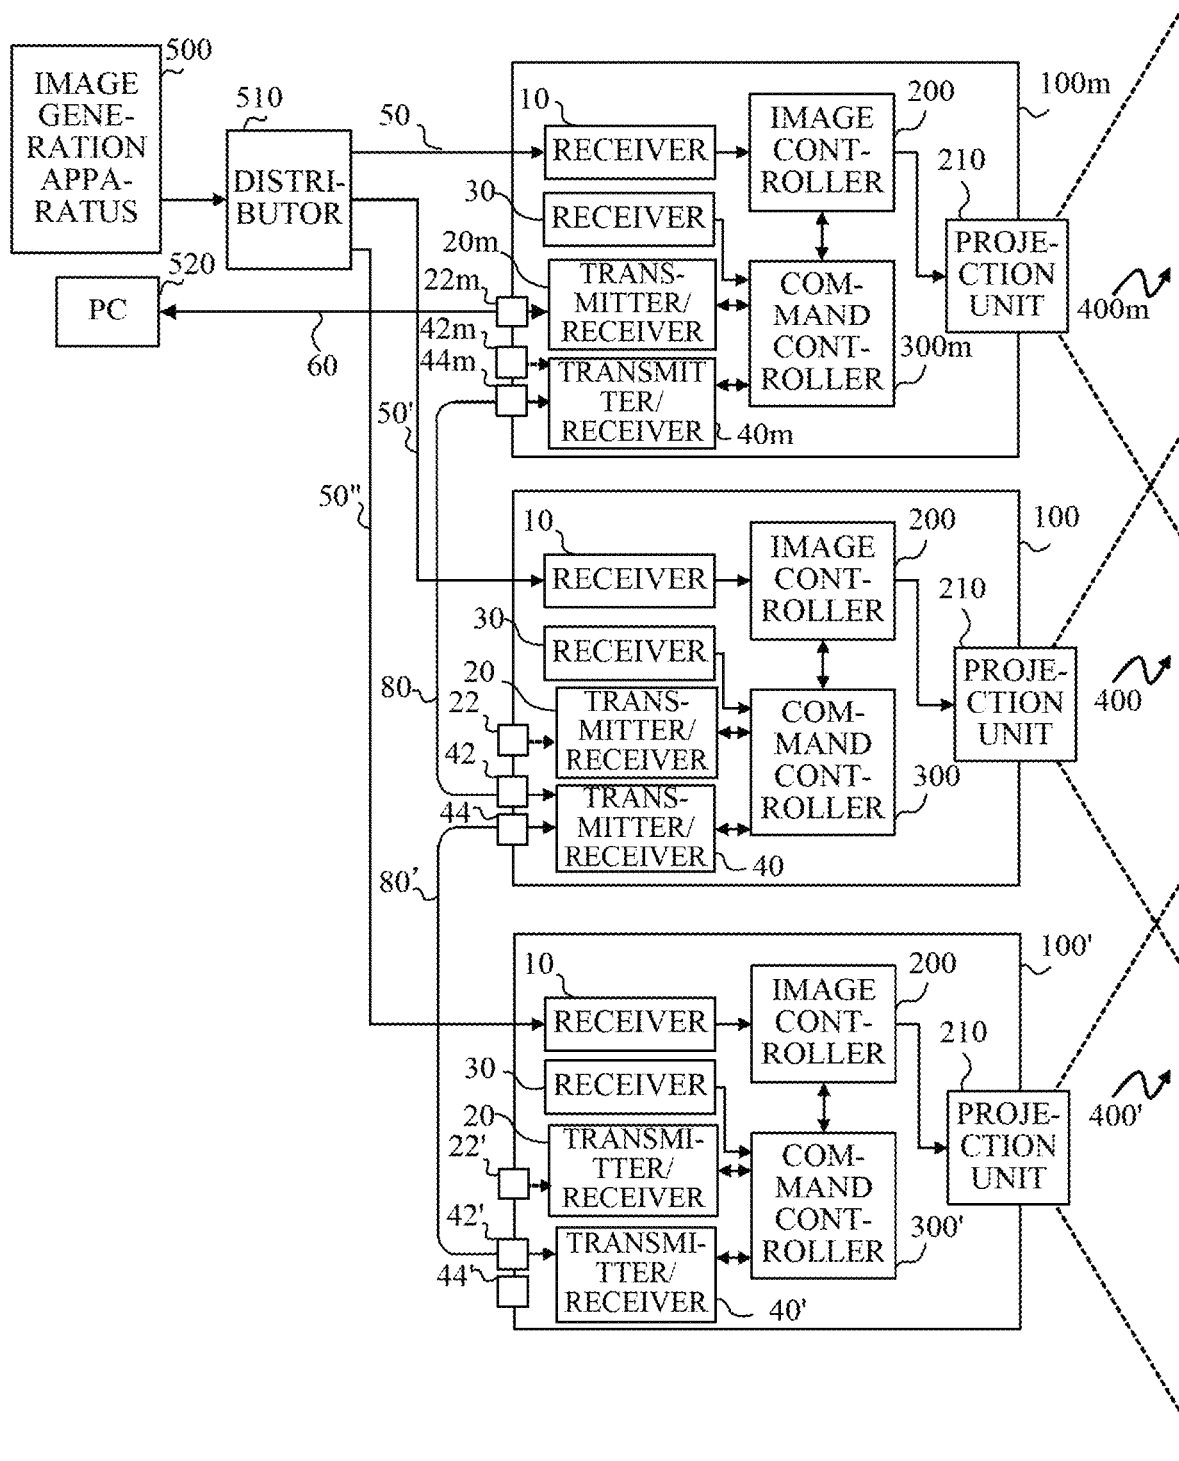 500
IMAGE
GENE-
RATION
APPA-
RATUS
510
DISTRI-
BUTOR
520
PC
60
50
50'
50"
80
80'
100m
10
RECEIVER
200
IMAGE
CONT-
ROLLER
30
RECEIVER
20m
TRANS-
MITTER/
RECEIVER
22m
42m
44m
TRANSMIT
TER/
RECEIVER
40m
COM-
MAND
CONT-
ROLLER
300m
210
PROJE-
CTION
UNIT
400m
100
10
RECEIVER
200
IMAGE
CONT-
ROLLER
30
RECEIVER
20
TRANS-
MITTER/
RECEIVER
22
42
44
TRANS-
MITTER/
RECEIVER
40
COM-
MAND
CONT-
ROLLER
300
210
PROJE-
CTION
UNIT
400
100'
10
RECEIVER
200
IMAGE
CONT-
ROLLER
30
RECEIVER
20
TRANSMI-
TTER/
RECEIVER
22'
42'
44'
TRANSMI-
TTER/
RECEIVER
40'
COM-
MAND
CONT-
ROLLER
300'
210
PROJE-
CTION
UNIT
400'